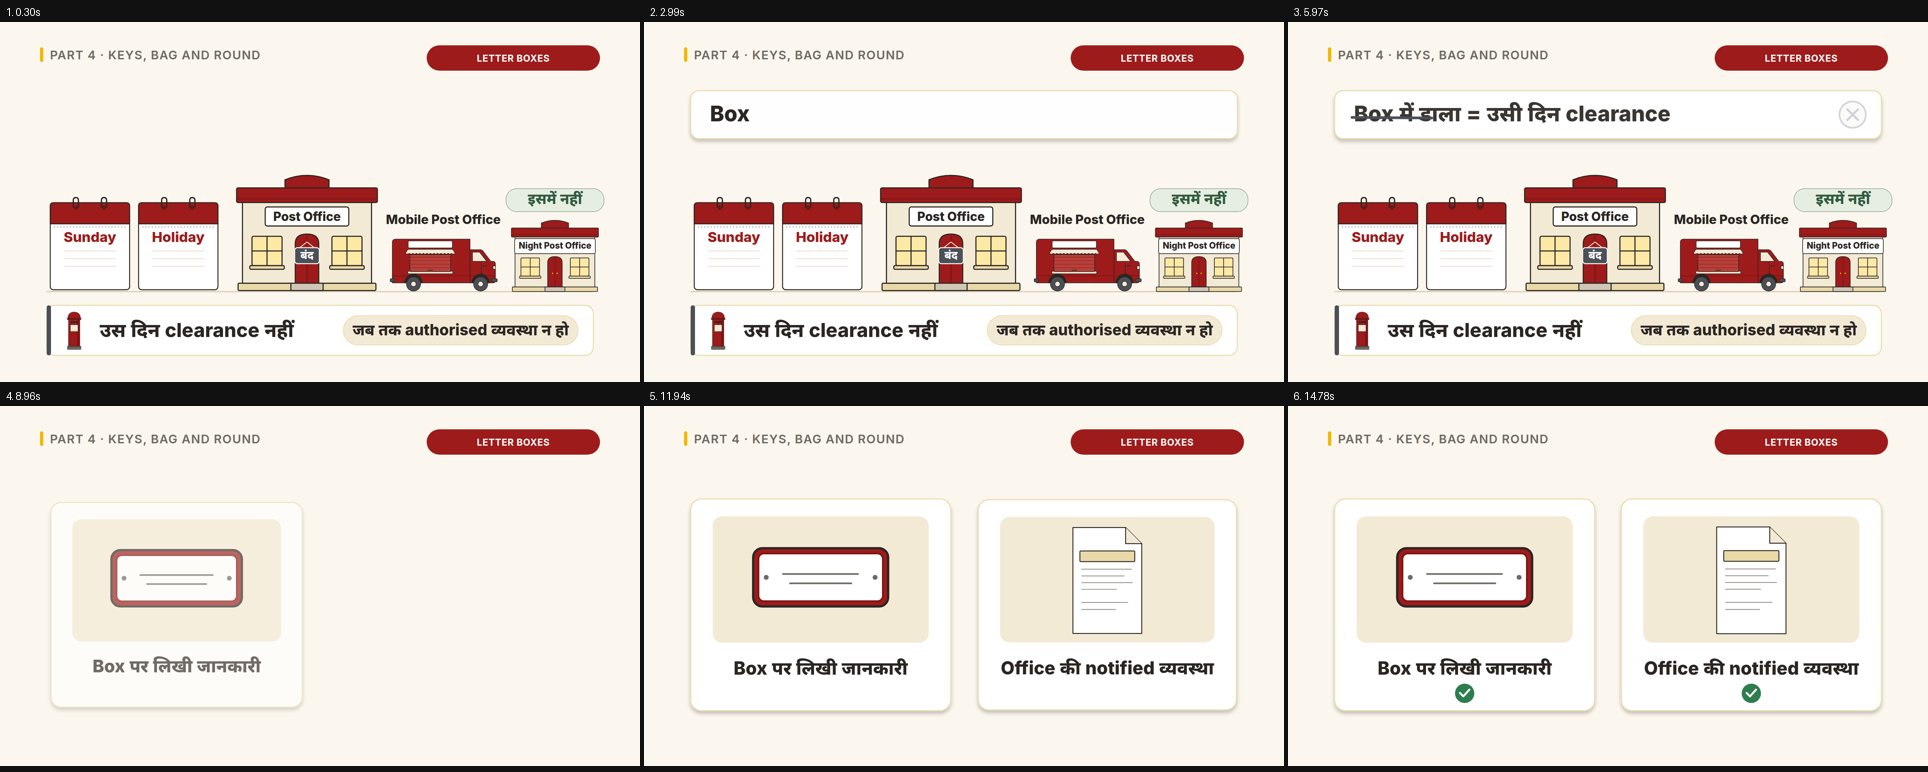 1. 0.30s
PART 4 · KEYS, BAG AND ROUND
LETTER BOXES
इसमें नहीं
Sunday
Holiday
Post Office
बंद
Mobile Post Office
Night Post Office
उस दिन clearance नहीं
जब तक authorised व्यवस्था न हो
2. 2.99s
PART 4 · KEYS, BAG AND ROUND
LETTER BOXES
Box
इसमें नहीं
Sunday
Holiday
Post Office
बंद
Mobile Post Office
Night Post Office
उस दिन clearance नहीं
जब तक authorised व्यवस्था न हो
3. 5.97s
PART 4 · KEYS, BAG AND ROUND
LETTER BOXES
Box में डाला = उसी दिन clearance
इसमें नहीं
Sunday
Holiday
Post Office
बंद
Mobile Post Office
Night Post Office
उस दिन clearance नहीं
जब तक authorised व्यवस्था न हो
4. 8.96s
PART 4 · KEYS, BAG AND ROUND
LETTER BOXES
Box पर लिखी जानकारी
5. 11.94s
PART 4 · KEYS, BAG AND ROUND
LETTER BOXES
Box पर लिखी जानकारी
Office की notified व्यवस्था
6. 14.78s
PART 4 · KEYS, BAG AND ROUND
LETTER BOXES
Box पर लिखी जानकारी
Office की notified व्यवस्था